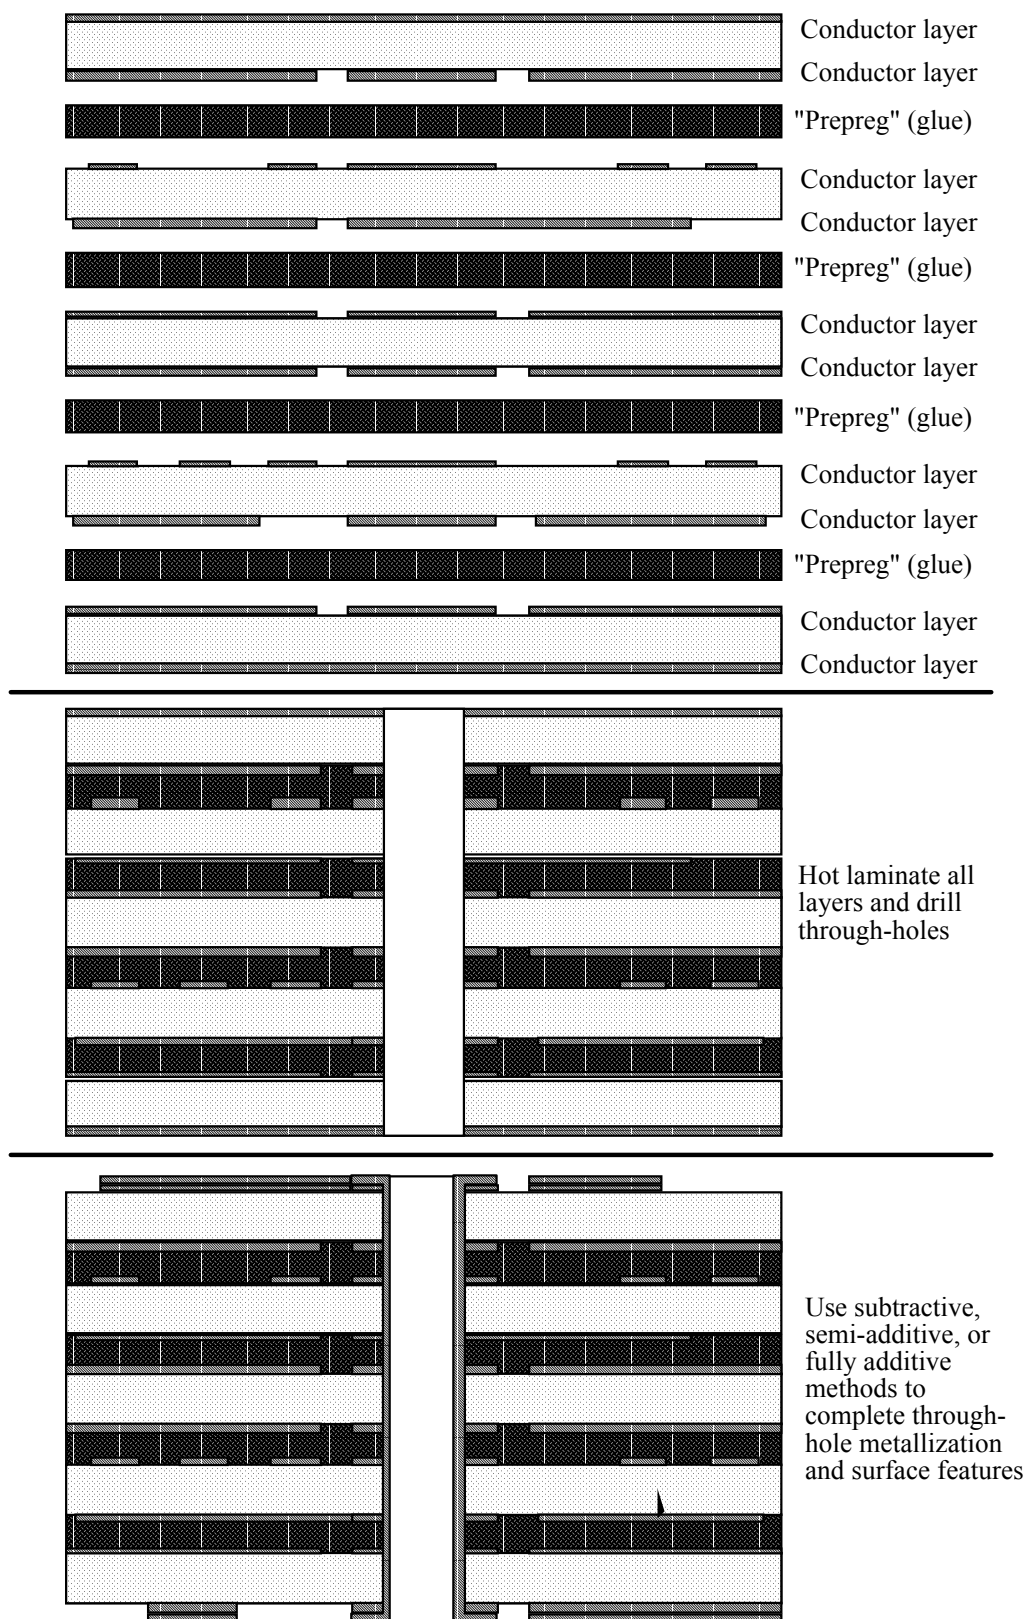 Conductor layer
Conductor layer
"Prepreg" (glue)
Conductor layer
Conductor layer
"Prepreg" (glue)
Conductor layer
Conductor layer
"Prepreg" (glue)
Conductor layer
Conductor layer
"Prepreg" (glue)
Conductor layer
Conductor layer
Hot laminate all
layers and drill
through-holes
Use subtractive,
semi-additive, or
fully additive
methods to
complete through-
hole metallization
and surface features